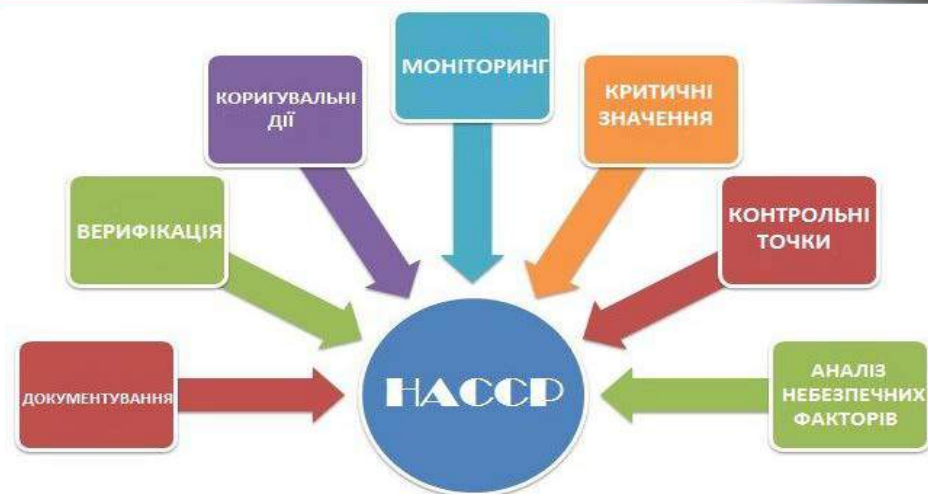 МОНІТОРИНГ
КОРИГУВАЛЬНІ
ДІЇ
КРИТИЧНІ
ЗНАЧЕННЯ
ВЕРИФІКАЦІЯ
КОНТРОЛЬНІ
ТОЧКИ
ДОКУМЕНТУВАННЯ
HACCP
АНАЛІЗ
НЕБЕЗПЕЧНИХ
ФАКТОРІВ